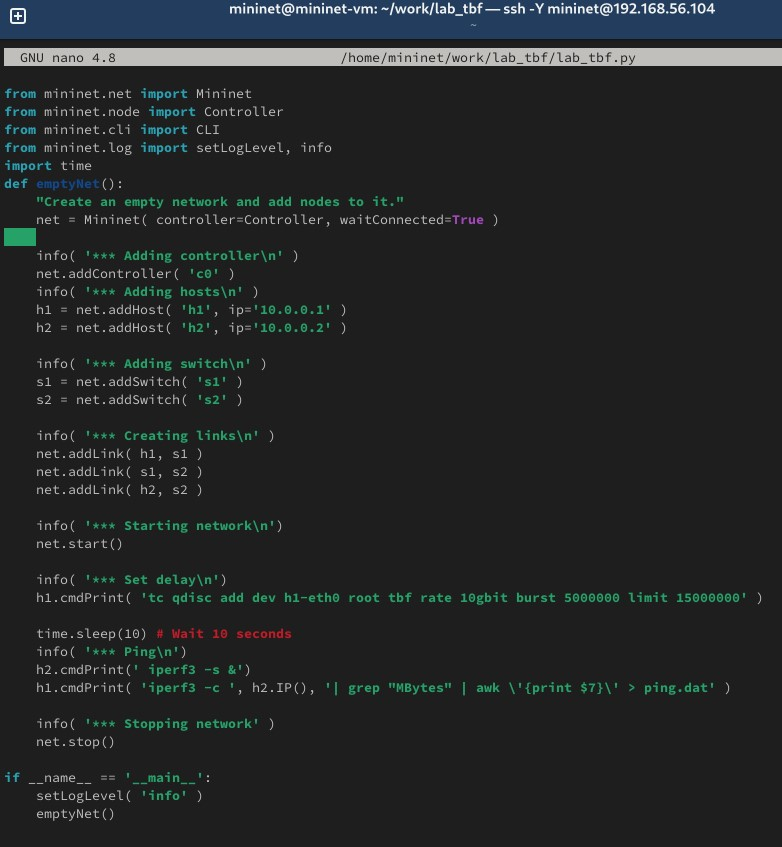 mininet@mininet-vm: ~/work/lab_tbf — ssh -Y mininet@192.168.56.104
~
GNU nano 4.8 /home/mininet/work/lab_tbf/lab_tbf.py
from mininet.net import Mininet
from mininet.node import Controller
from mininet.cli import CLI
from mininet.log import setLogLevel, info
import time
def emptyNet():
    "Create an empty network and add nodes to it."
    net = Mininet( controller=Controller, waitConnected=True )
    info( '*** Adding controller\n' )
    net.addController( 'c0' )
    info( '*** Adding hosts\n' )
    h1 = net.addHost( 'h1', ip='10.0.0.1' )
    h2 = net.addHost( 'h2', ip='10.0.0.2' )
    info( '*** Adding switch\n' )
    s1 = net.addSwitch( 's1' )
    s2 = net.addSwitch( 's2' )
    info( '*** Creating links\n' )
    net.addLink( h1, s1 )
    net.addLink( s1, s2 )
    net.addLink( h2, s2 )
    info( '*** Starting network\n')
    net.start()
    info( '*** Set delay\n')
    h1.cmdPrint( 'tc qdisc add dev h1-eth0 root tbf rate 10gbit burst 5000000 limit 15000000' )
    time.sleep(10) # Wait 10 seconds
    info( '*** Ping\n')
    h2.cmdPrint(' iperf3 -s &')
    h1.cmdPrint( 'iperf3 -c ', h2.IP(), '| grep "MBytes" | awk \'{print $7}\' > ping.dat' )
    info( '*** Stopping network' )
    net.stop()
if __name__ == '__main__':
    setLogLevel( 'info' )
    emptyNet()